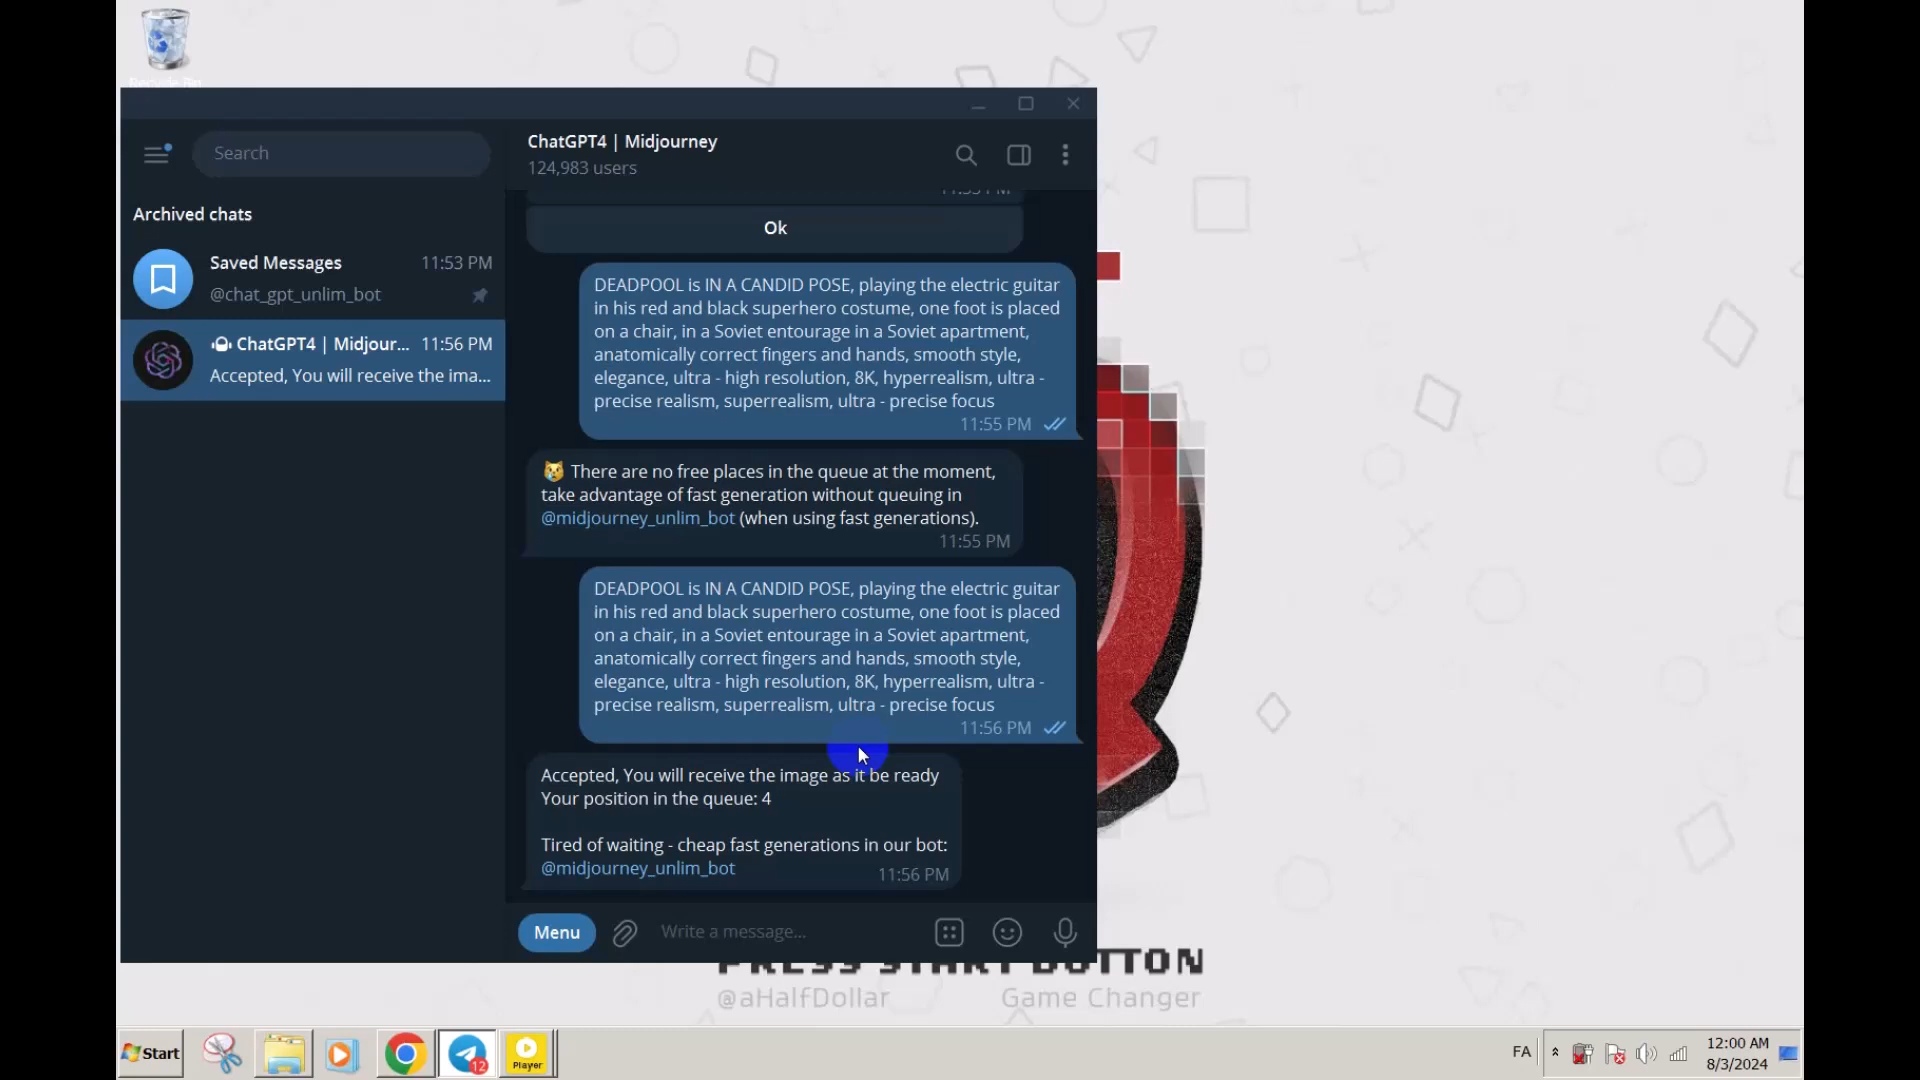 Recycle Bin
Search
Archived chats
Saved Messages 11:53 PM
@chat_gpt_unlim_bot
ChatGPT4 | Midjour... 11:56 PM
Accepted, You will receive the ima...
ChatGPT4 | Midjourney
124,983 users
Ok
DEADPOOL is IN A CANDID POSE, playing the electric guitar
in his red and black superhero costume, one foot is placed
on a chair, in a Soviet entourage in a Soviet apartment,
anatomically correct fingers and hands, smooth style,
elegance, ultra - high resolution, 8K, hyperrealism, ultra -
precise realism, superrealism, ultra - precise focus
11:55 PM
There are no free places in the queue at the moment,
take advantage of fast generation without queuing in
@midjourney_unlim_bot (when using fast generations).
11:55 PM
DEADPOOL is IN A CANDID POSE, playing the electric guitar
in his red and black superhero costume, one foot is placed
on a chair, in a Soviet entourage in a Soviet apartment,
anatomically correct fingers and hands, smooth style,
elegance, ultra - high resolution, 8K, hyperrealism, ultra -
precise realism, superrealism, ultra - precise focus
11:56 PM
Accepted, You will receive the image as it be ready
Your position in the queue: 4
Tired of waiting - cheap fast generations in our bot:
@midjourney_unlim_bot 11:56 PM
Menu
Write a message...
PRESS START BUTTON
@aHalfDollar Game Changer
Start
12
Player
FA
12:00 AM
8/3/2024